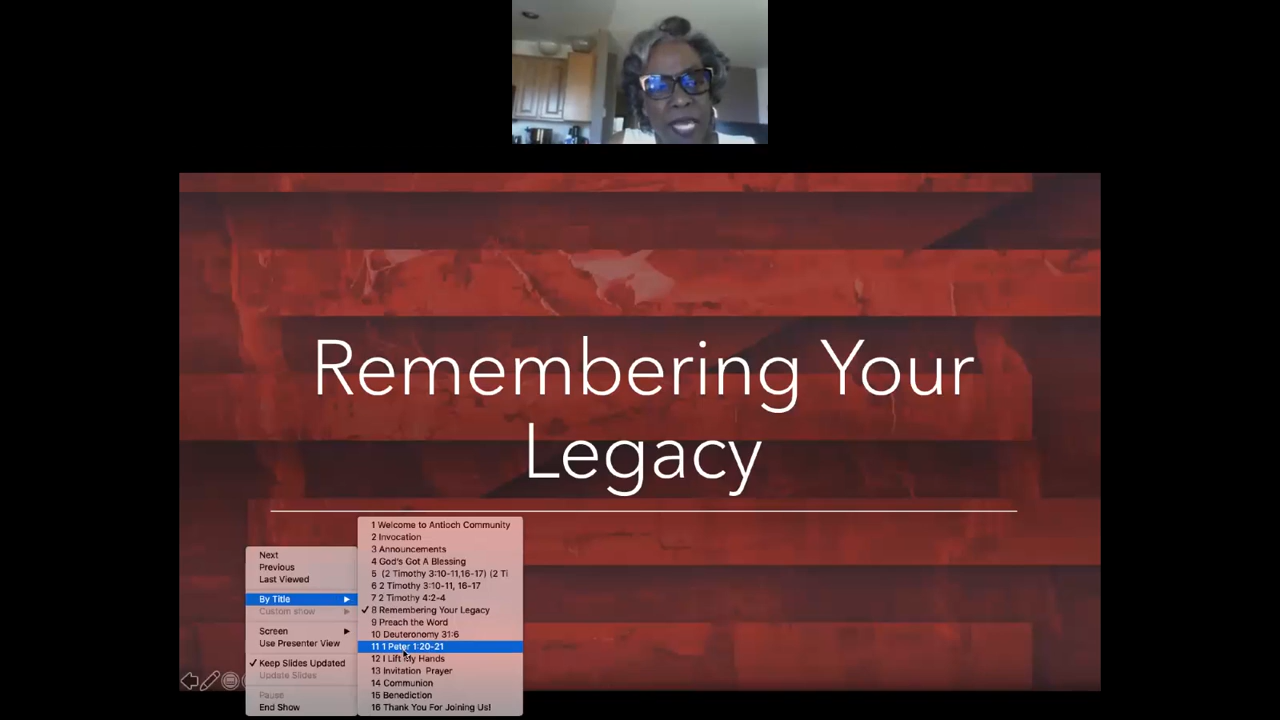 Remembering Your
Legacy
Next
Previous
Last Viewed
By Title
Custom show
Screen
Use Presenter View
✓ Keep Slides Updated
Update Slides
Pause
End Show
1 Welcome to Antioch Community
2 Invocation
3 Announcements
4 God's Got A Blessing
5 (2 Timothy 3:10-11,16-17) (2 Ti
6 2 Timothy 3:10-11, 16-17
7 2 Timothy 4:2-4
✓ 8 Remembering Your Legacy
9 Preach the Word
10 Deuteronomy 31:6
11 1 Peter 1:20-21
12 I Lift My Hands
13 Invitation Prayer
14 Communion
15 Benediction
16 Thank You For Joining Us!